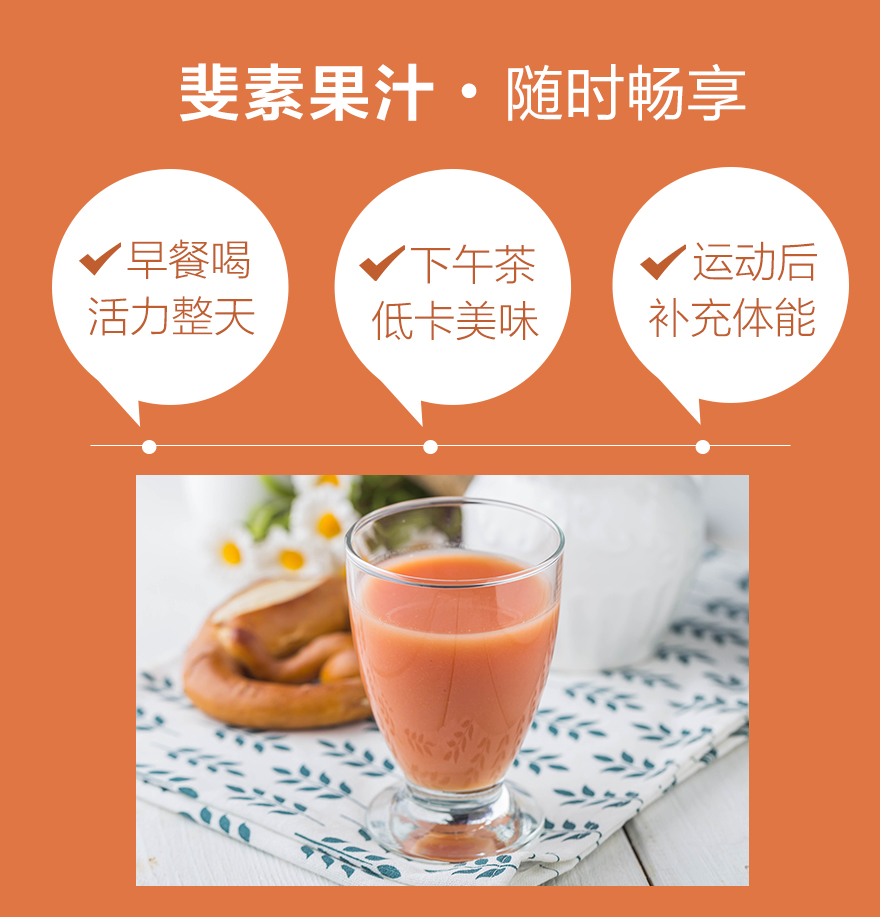 斐素果汁·随时畅享
早餐喝
活力整天
下午茶
低卡美味
运动后
补充体能